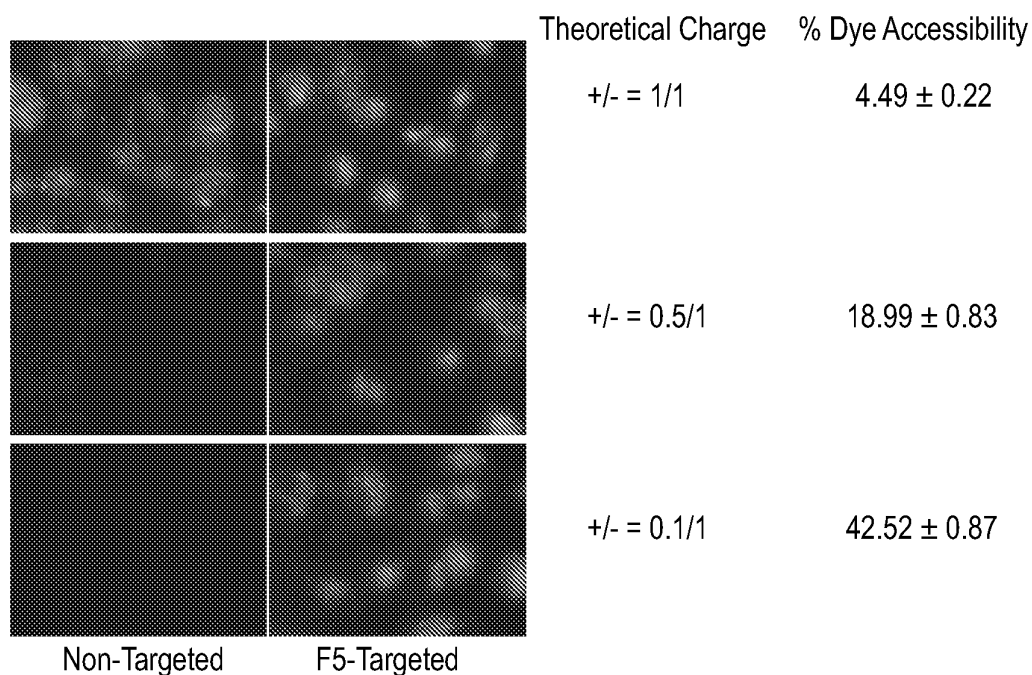 Theoretical Charge % Dye Accessibility
+/- = 1/1 4.49 ± 0.22
+/- = 0.5/1 18.99 ± 0.83
+/- = 0.1/1 42.52 ± 0.87
Non-Targeted F5-Targeted